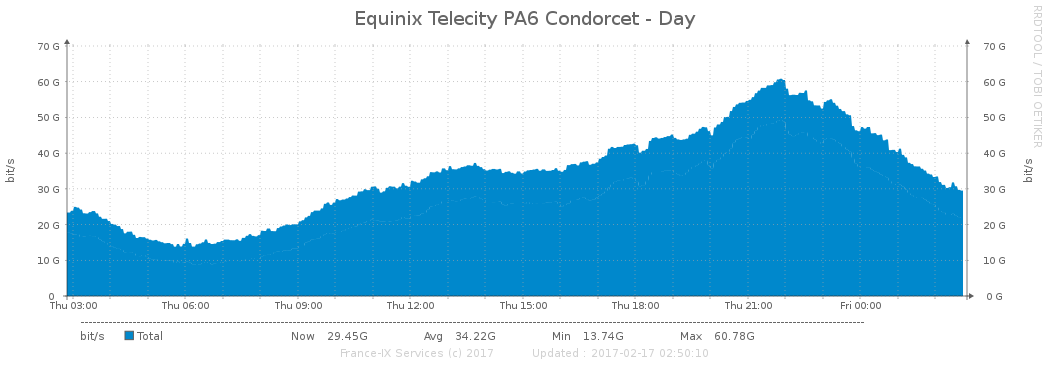 Equinix Telecity PA6 Condorcet - Day
RRDTOOL / TOBI OETIKER
bit/s
bit/s
70 G 70 G
60 G 60 G
50 G 50 G
40 G 40 G
30 G 30 G
20 G 20 G
10 G 10 G
0 0 G
Thu 03:00 Thu 06:00 Thu 09:00 Thu 12:00 Thu 15:00 Thu 18:00 Thu 21:00 Fri 00:00
bit/s Total Now 29.45G Avg 34.22G Min 13.74G Max 60.78G
France-IX Services (c) 2017 Updated : 2017-02-17 02:50:10